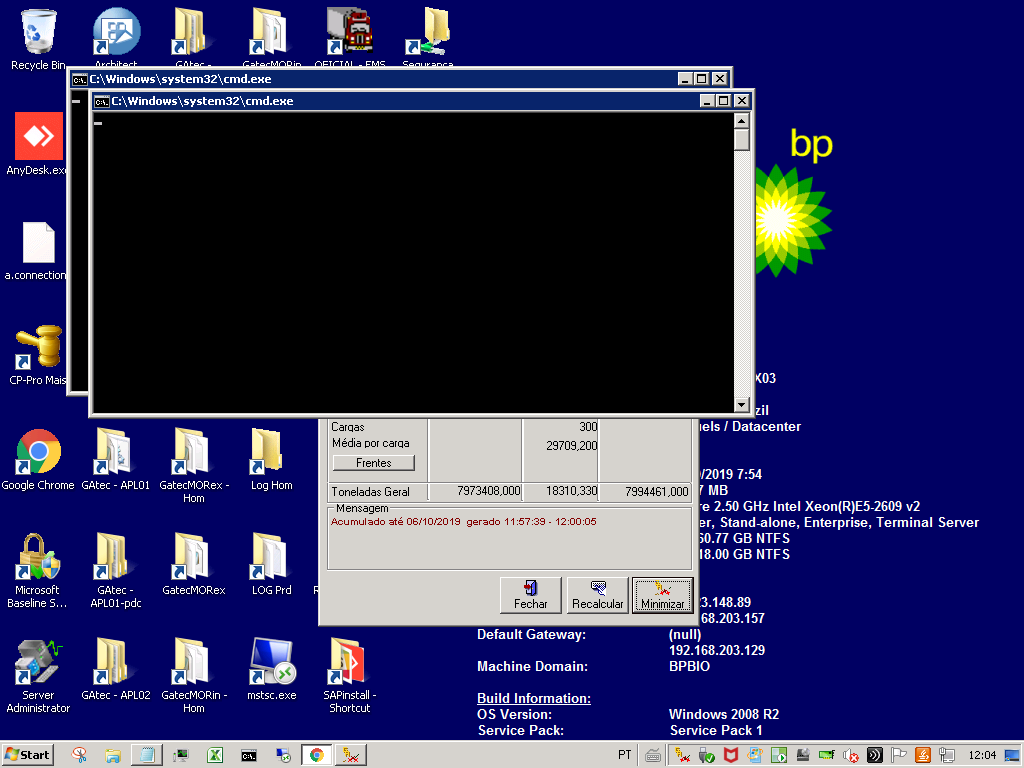 Recycle Bin
Architect
GAtec -
GatecMORin
OFICIAL - EMS
Segurança
C:\Windows\system32\cmd.exe
C:\Windows\system32\cmd.exe
bp
AnyDesk.exe
a.connection
CP-Pro Mais
X03
zil
uels / Datacenter
Google Chrome
GAtec - APL01
GatecMORex - Hom
Log Hom
Cargas
300
Média por carga
29709,200
Frentes
Toneladas Geral
7973408,000
18310,330
7994461,000
Mensagem
Acumulado até 06/10/2019 gerado 11:57:39 - 12:00:05
0/2019 7:54
7 MB
re 2.50 GHz Intel Xeon(R)E5-2609 v2
er, Stand-alone, Enterprise, Terminal Server
60.77 GB NTFS
18.00 GB NTFS
Microsoft Baseline S...
GAtec - APL01-pdc
GatecMORex
LOG Prd
Fechar
Recalcular
Minimizar
23.148.89
68.203.157
Default Gateway:
(null)
192.168.203.129
Machine Domain:
BPBIO
Server Administrator
GAtec - APL02
GatecMORin - Hom
mstsc.exe
SAPinstall - Shortcut
Build Information:
OS Version:
Windows 2008 R2
Service Pack:
Service Pack 1
Start
PT
12:04